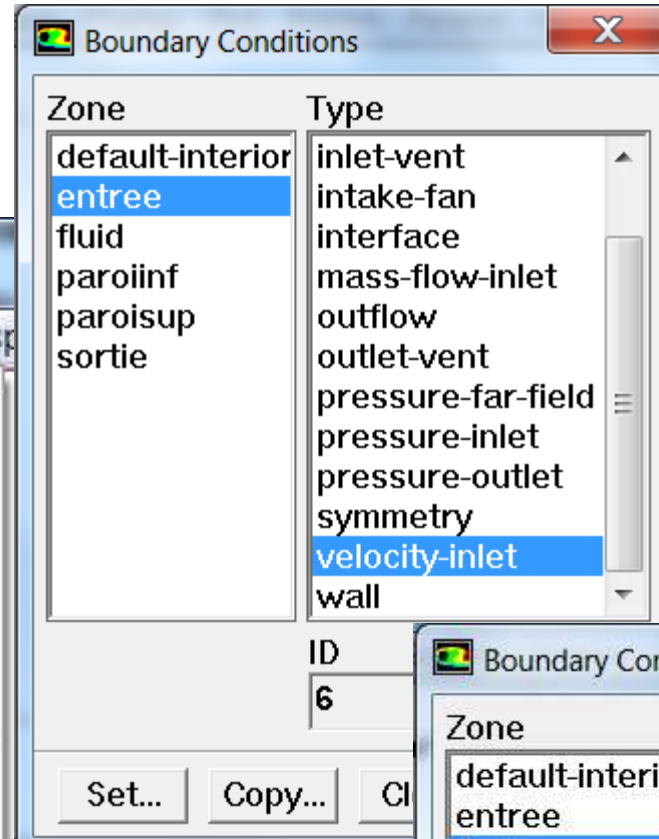 Boundary Conditions
Zone
Type
default-interior
entree
fluid
paroiinf
paroisup
sortie
inlet-vent
intake-fan
interface
mass-flow-inlet
outflow
outlet-vent
pressure-far-field
pressure-inlet
pressure-outlet
symmetry
velocity-inlet
wall
ID
6
Set...
Copy...
Cl
Boundary Con
Zone
default-interi
entree